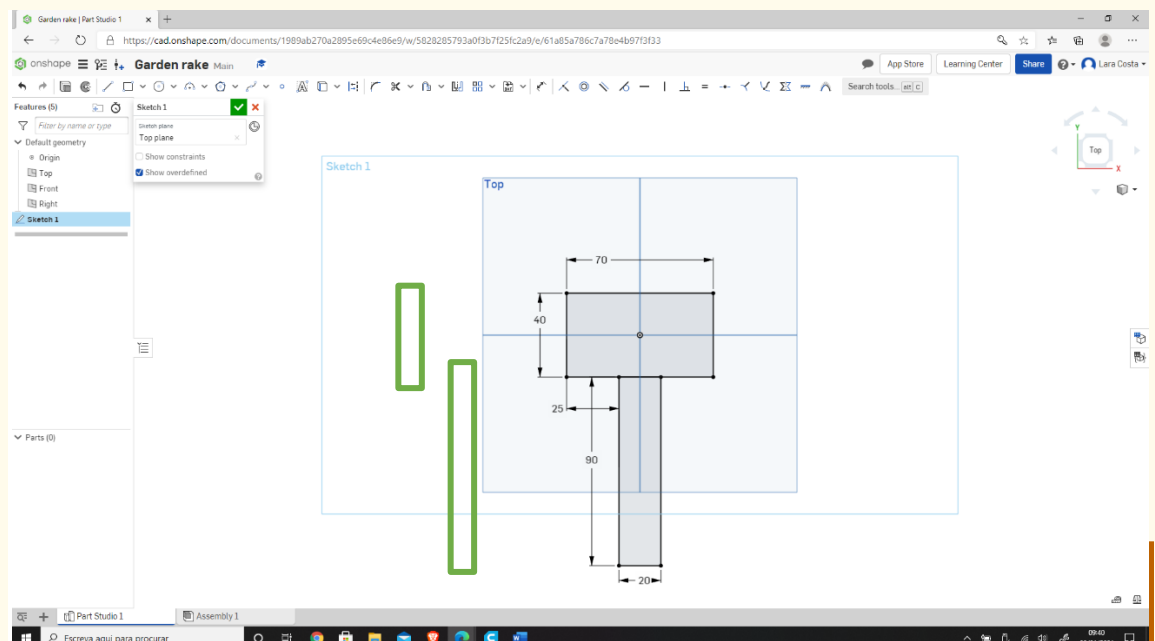 Garden rake | Part Studio 1
https://cad.onshape.com/documents/1989ab270a2895e69c4e86e9/w/5828285793a0f3b7f25fc2a9/e/61a85a786c7a78e4b97f3f33
onshape Garden rake Main App Store Learning Center Share Lara Costa
Search tools... alt C
Features (5)
Filter by name or type
Default geometry
Origin
Top
Front
Right
Sketch 1
Parts (0)
Sketch 1
Sketch plane
Top plane
Show constraints
Show overdefined
Sketch 1
Top
70
40
25
90
20
Y
Top
X
Part Studio 1 Assembly 1
Escreva aqui para procurar
09:40